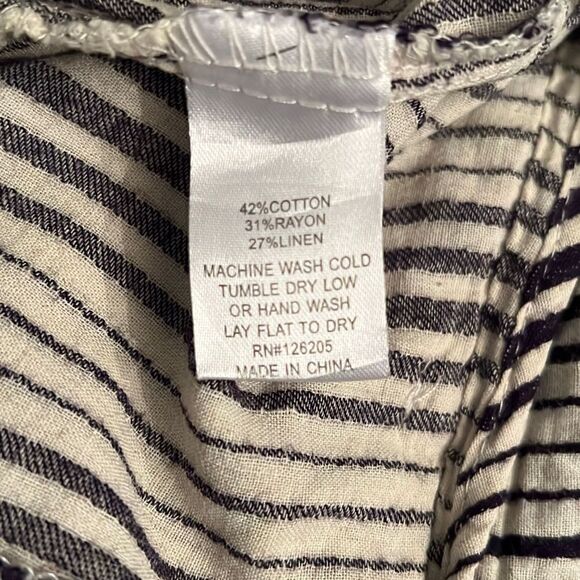 42%COTTON
31%RAYON
27%LINEN
MACHINE WASH COLD
TUMBLE DRY LOW
OR HAND WASH
LAY FLAT TO DRY
RN#126205
MADE IN CHINA